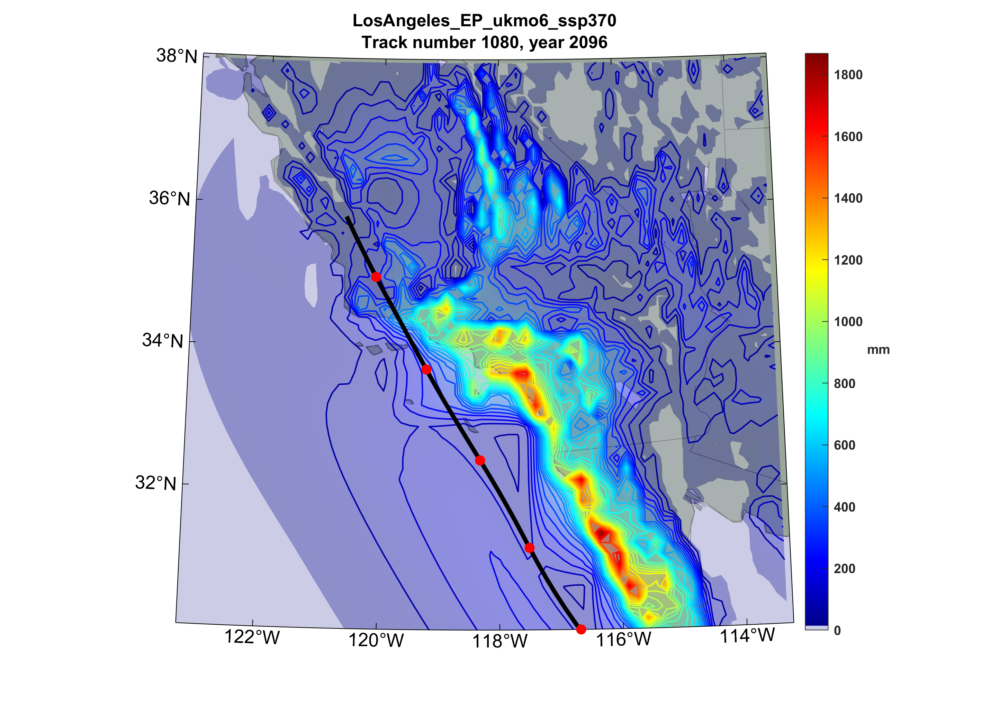 LosAngeles_EP_ukmo6_ssp370
Track number 1080, year 2096
38°N
36°N
34°N
32°N
122°W
120°W
118°W
116°W
114°W
1800
1600
1400
1200
1000
800
600
400
200
0
mm